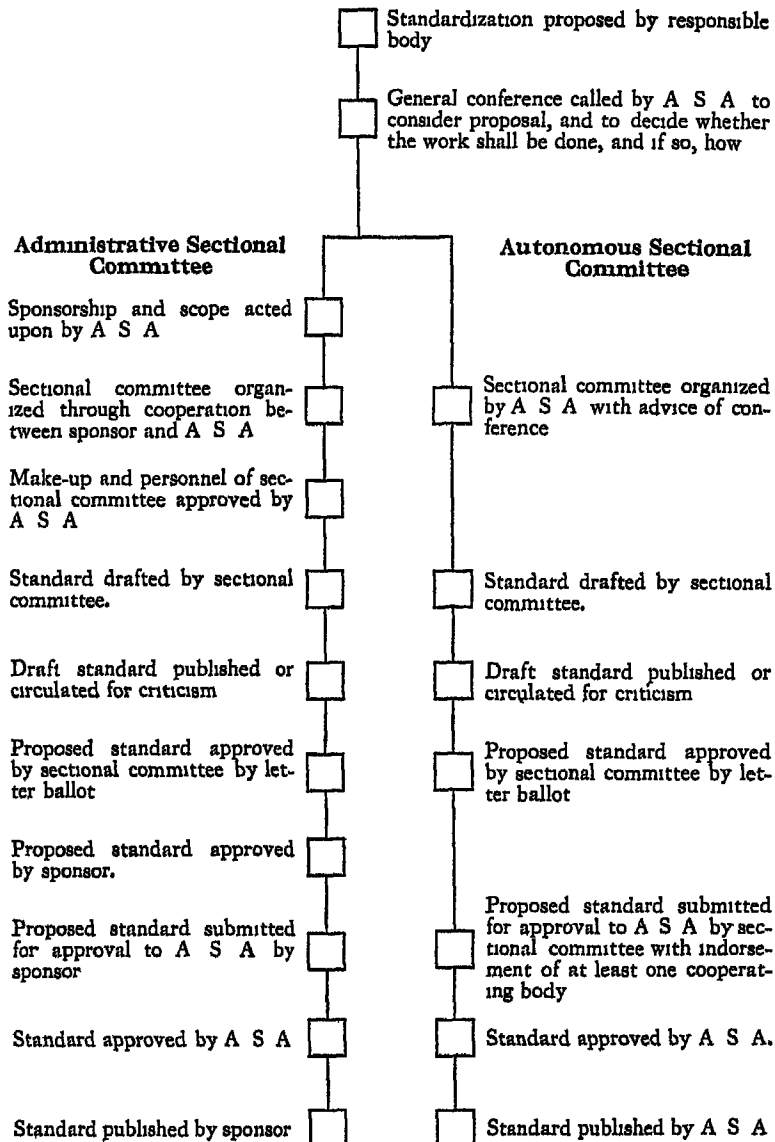 Standardization proposed by responsible
body
General conference called by A S A to
consider proposal, and to decide whether
the work shall be done, and if so, how
Administrative Sectional
Committee
Sponsorship and scope acted
upon by A S A
Sectional committee organ-
ized through cooperation be-
tween sponsor and A S A
Make-up and personnel of sec-
tional committee approved by
A S A
Standard drafted by sectional
committee.
Draft standard published or
circulated for criticism
Proposed standard approved
by sectional committee by let-
ter ballot
Proposed standard approved
by sponsor.
Proposed standard submitted
for approval to A S A by
sponsor
Standard approved by A S A
Standard published by sponsor
Autonomous Sectional
Committee
Sectional committee organized
by A S A with advice of con-
ference
Standard drafted by sectional
committee.
Draft standard published or
circulated for criticism
Proposed standard approved
by sectional committee by let-
ter ballot
Proposed standard submitted
for approval to A S A by sec-
tional committee with indorse-
ment of at least one cooperat-
ing body
Standard approved by A S A.
Standard published by A S A